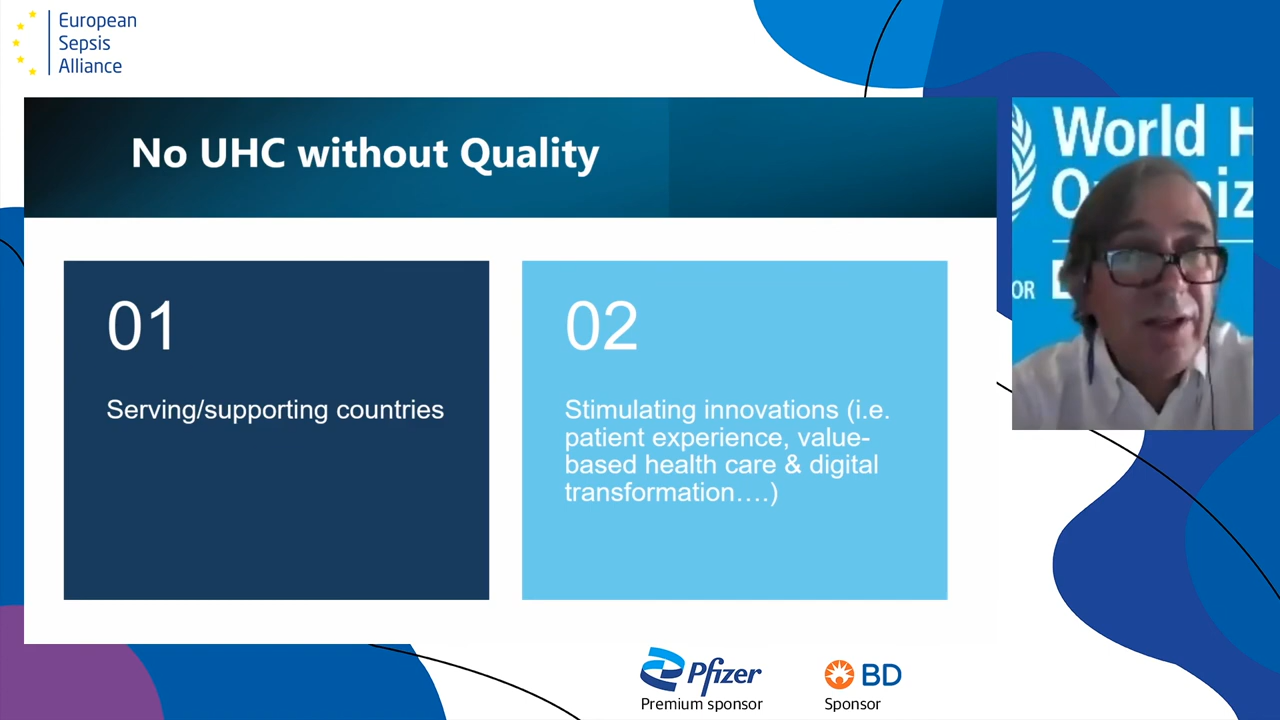 European
Sepsis
Alliance
No UHC without Quality
01
Serving/supporting countries
02
Stimulating innovations (i.e.
patient experience, value-
based health care & digital
transformation....)
World H
OR
Pfizer
Premium sponsor
BD
Sponsor